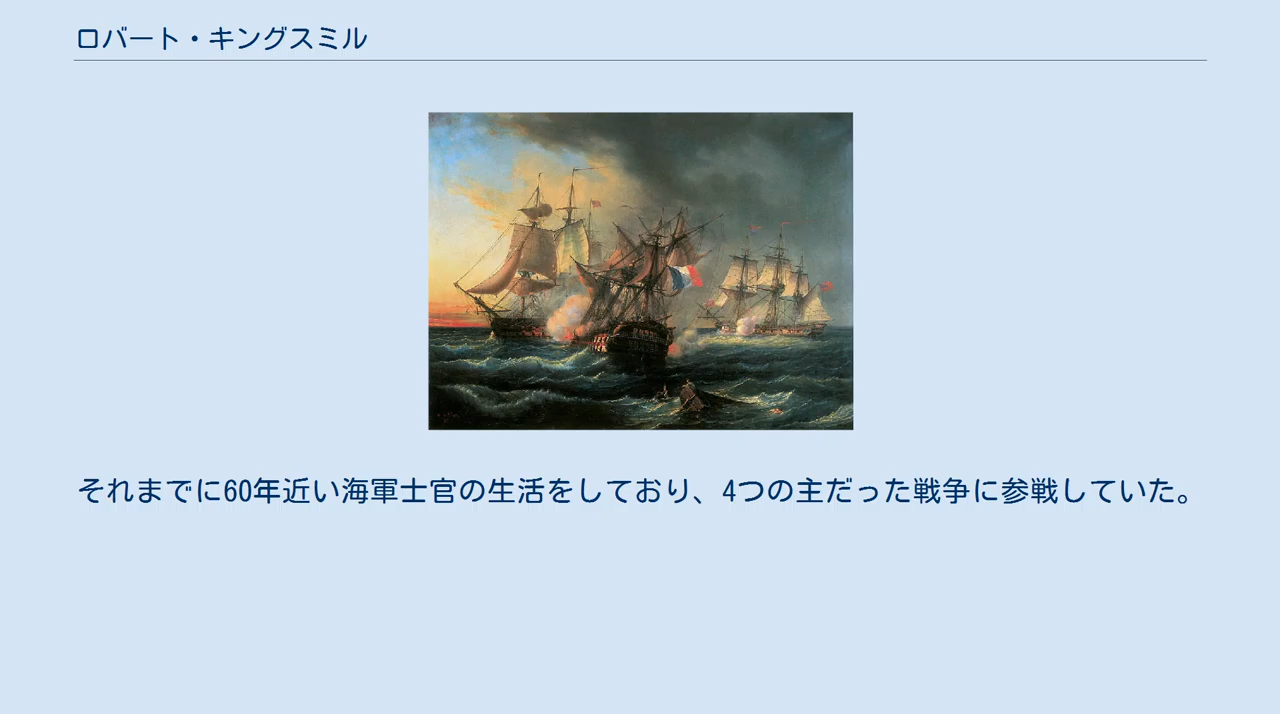 ロバート・キングスミル
それまでに60年近い海軍士官の生活をしており、4つの主だった戦争に参戦していた。